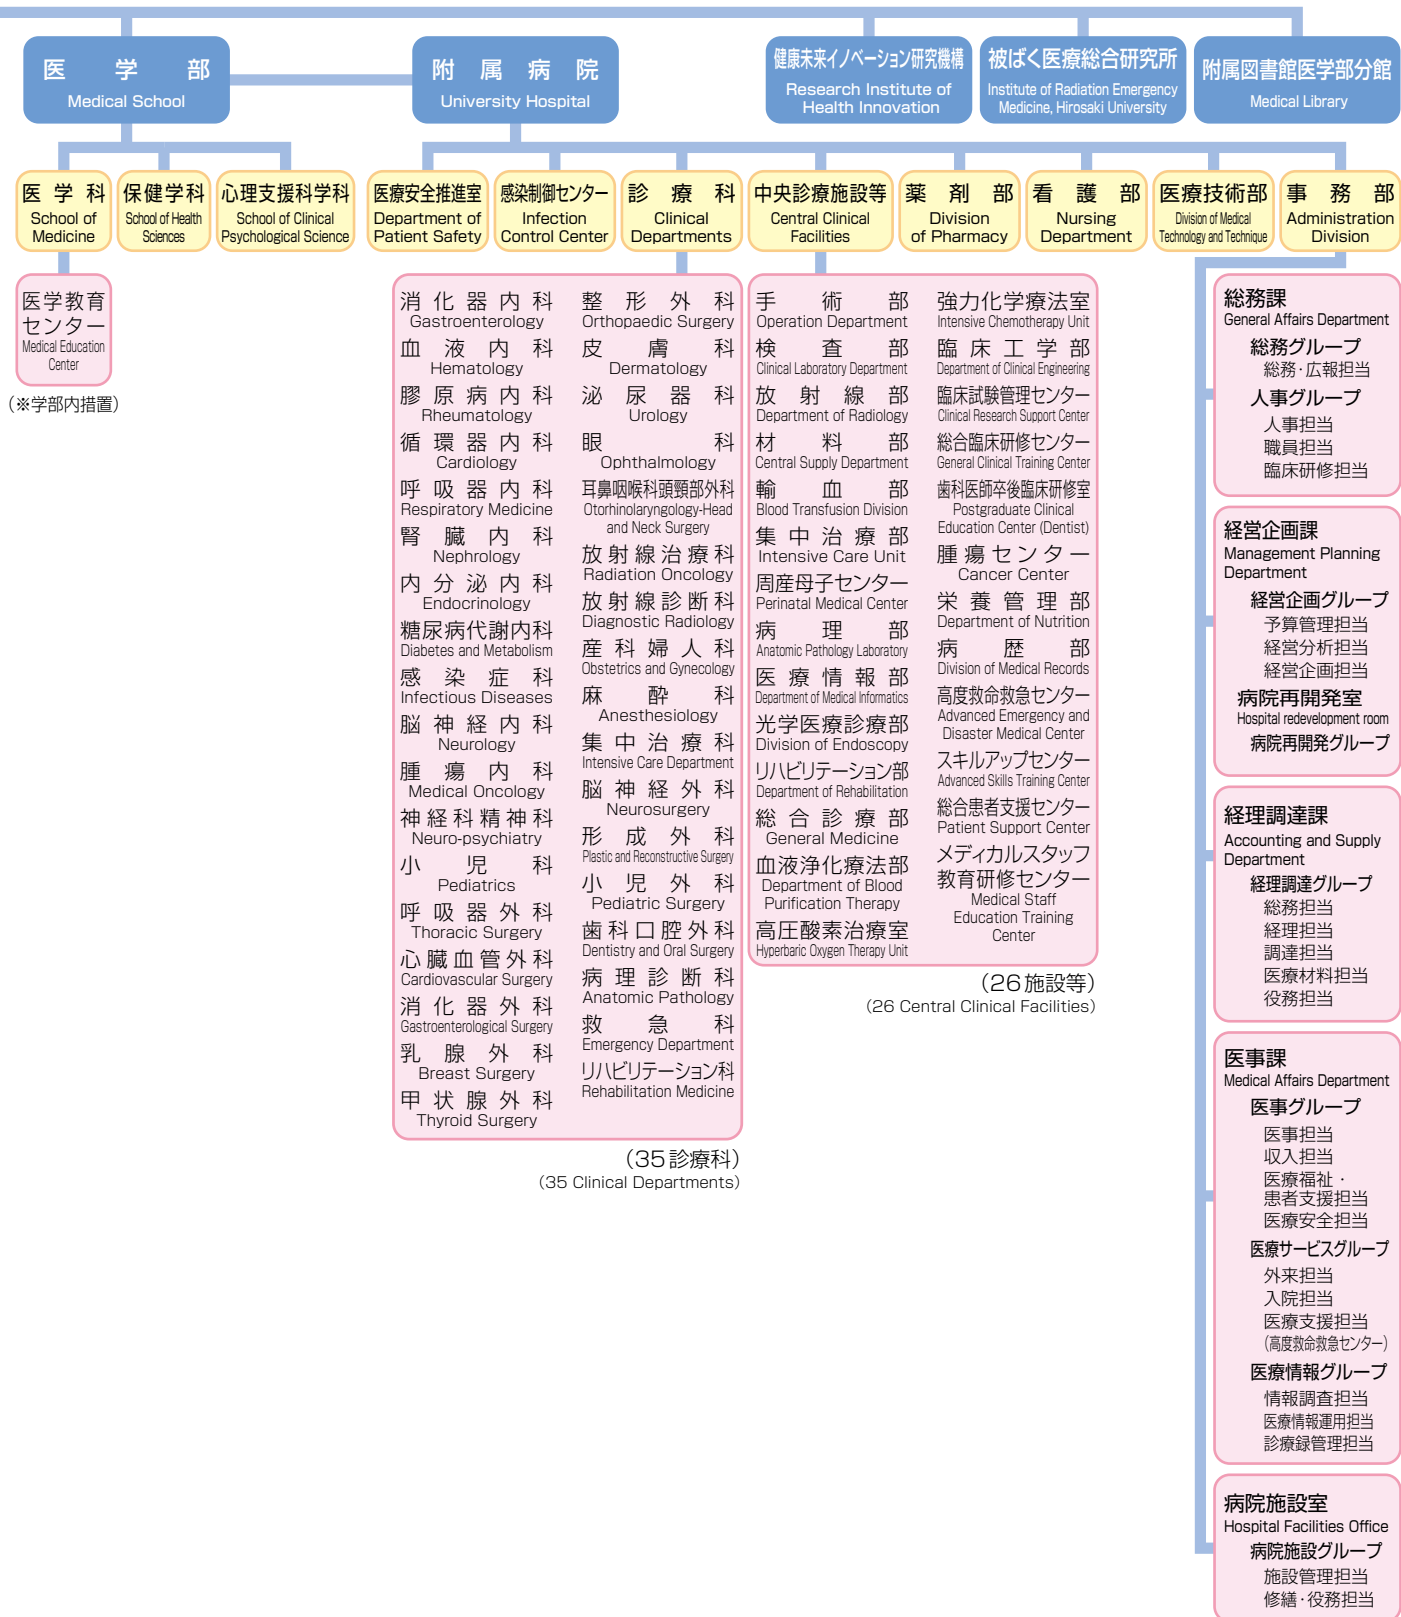 医学部
Medical School
附属病院
University Hospital
健康未来イノベーション研究機構
Research Institute of
Health Innovation
被ばく医療総合研究所
Institute of Radiation Emergency
Medicine, Hirosaki University
附属図書館医学部分館
Medical Library
医学科
School of
Medicine
保健学科
School of Health
Sciences
心理支援科学科
School of Clinical
Psychological Science
医療安全推進室
Department of
Patient Safety
感染制御センター
Infection
Control Center
診療科
Clinical
Departments
中央診療施設等
Central Clinical
Facilities
薬剤部
Division
of Pharmacy
看護部
Nursing
Department
医療技術部
Division of Medical
Technology and Technique
事務部
Administration
Division
医学教育
センター
Medical Education
Center
(※学部内措置)
消化器内科
Gastroenterology
血液内科
Hematology
膠原病内科
Rheumatology
循環器内科
Cardiology
呼吸器内科
Respiratory Medicine
腎臓内科
Nephrology
内分泌内科
Endocrinology
糖尿病代謝内科
Diabetes and Metabolism
感染症科
Infectious Diseases
脳神経内科
Neurology
腫瘍内科
Medical Oncology
神経科精神科
Neuro-psychiatry
小児科
Pediatrics
呼吸器外科
Thoracic Surgery
心臓血管外科
Cardiovascular Surgery
消化器外科
Gastroenterological Surgery
乳腺外科
Breast Surgery
甲状腺外科
Thyroid Surgery
整形外科
Orthopaedic Surgery
皮膚科
Dermatology
泌尿器科
Urology
眼科
Ophthalmology
耳鼻咽喉科頭頸部外科
Otorhinolaryngology-Head
and Neck Surgery
放射線治療科
Radiation Oncology
放射線診断科
Diagnostic Radiology
産科婦人科
Obstetrics and Gynecology
麻酔科
Anesthesiology
集中治療科
Intensive Care Department
脳神経外科
Neurosurgery
形成外科
Plastic and Reconstructive Surgery
小児外科
Pediatric Surgery
歯科口腔外科
Dentistry and Oral Surgery
病理診断科
Anatomic Pathology
救急科
Emergency Department
リハビリテーション科
Rehabilitation Medicine
(35診療科)
(35 Clinical Departments)
手術部
Operation Department
検査部
Clinical Laboratory Department
放射線部
Department of Radiology
材料部
Central Supply Department
輸血部
Blood Transfusion Division
集中治療部
Intensive Care Unit
周産母子センター
Perinatal Medical Center
病理部
Anatomic Pathology Laboratory
医療情報部
Department of Medical Informatics
光学医療診療部
Division of Endoscopy
リハビリテーション部
Department of Rehabilitation
総合診療部
General Medicine
血液浄化療法部
Department of Blood
Purification Therapy
高圧酸素治療室
Hyperbaric Oxygen Therapy Unit
強力化学療法室
Intensive Chemotherapy Unit
臨床工学部
Department of Clinical Engineering
臨床試験管理センター
Clinical Research Support Center
総合臨床研修センター
General Clinical Training Center
歯科医師卒後臨床研修室
Postgraduate Clinical
Education Center (Dentist)
腫瘍センター
Cancer Center
栄養管理部
Department of Nutrition
病歴部
Division of Medical Records
高度救命救急センター
Advanced Emergency and
Disaster Medical Center
スキルアップセンター
Advanced Skills Training Center
総合患者支援センター
Patient Support Center
メディカルスタッフ
教育研修センター
Medical Staff
Education Training
Center
(26施設等)
(26 Central Clinical Facilities)
総務課
General Affairs Department
総務グループ
総務・広報担当
人事グループ
人事担当
職員担当
臨床研修担当
経営企画課
Management Planning
Department
経営企画グループ
予算管理担当
経営分析担当
経営企画担当
病院再開発室
Hospital redevelopment room
病院再開発グループ
経理調達課
Accounting and Supply
Department
経理調達グループ
総務担当
経理担当
調達担当
医療材料担当
役務担当
医事課
Medical Affairs Department
医事グループ
医事担当
収入担当
医療福祉・
患者支援担当
医療安全担当
医療サービスグループ
外来担当
入院担当
医療支援担当
(高度救命救急センター)
医療情報グループ
情報調査担当
医療情報運用担当
診療録管理担当
病院施設室
Hospital Facilities Office
病院施設グループ
施設管理担当
修繕・役務担当